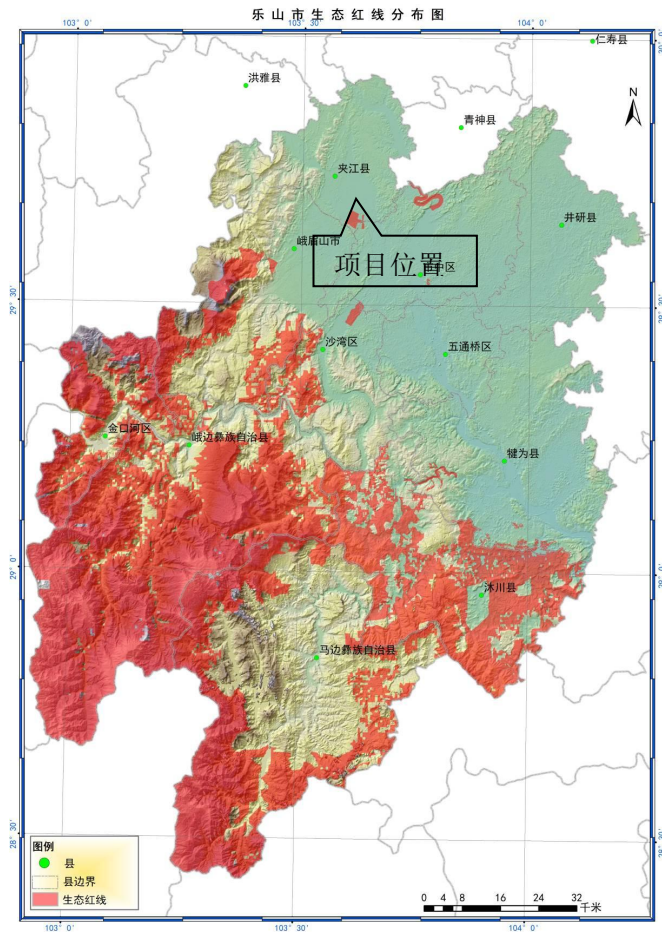 乐山市生态红线分布图
103°0'
103°30'
104°0'
仁寿县
洪雅县
N
青神县
夹江县
井研县
峨眉山市
项目位置
市中区
29°30'
沙湾区
五通桥区
金口河区
峨边彝族自治县
犍为县
29°0'
29°0'
沐川县
马边彝族自治县
28°30'
图例
县
县边界
生态红线
0 4 8 16 24 32
千米
103°0'
103°30'
104°0'